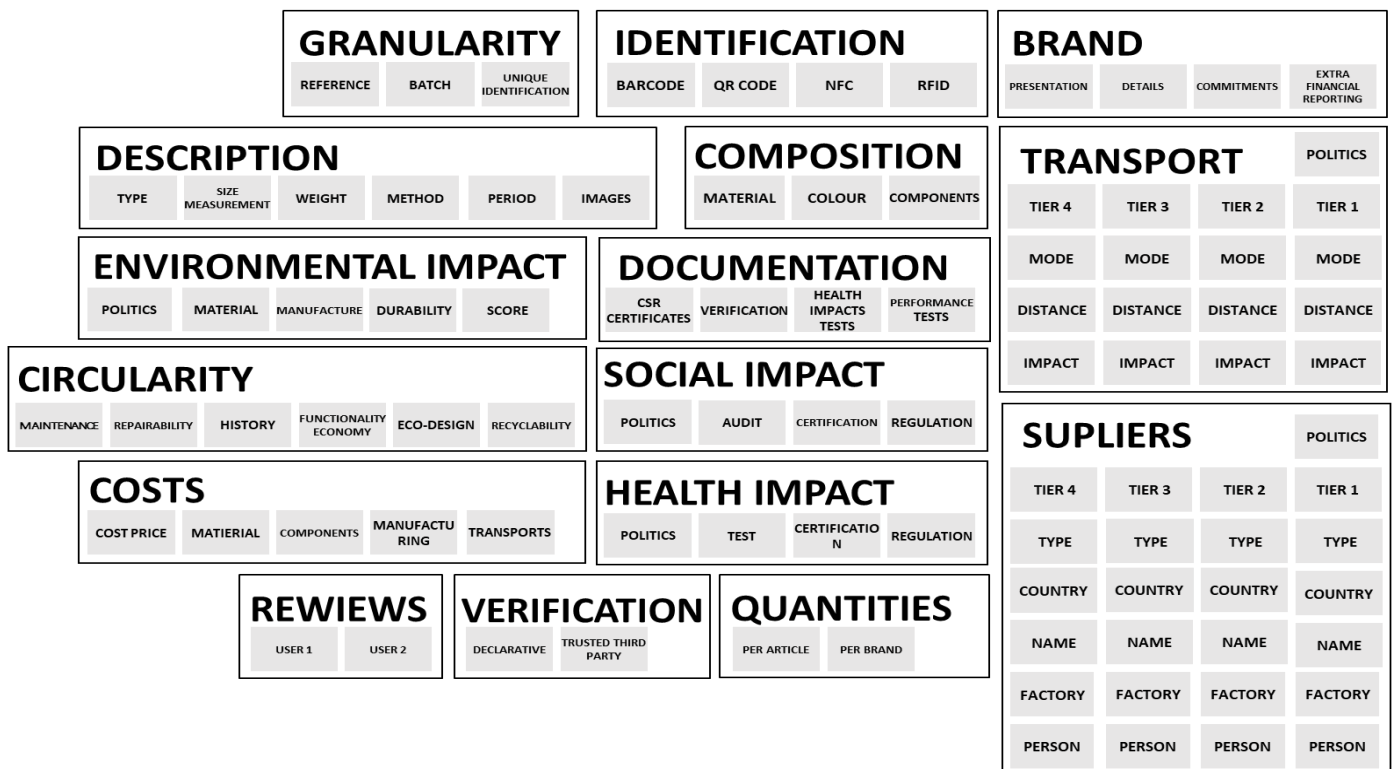 GRANULARITY
REFERENCE
BATCH
UNIQUE
IDENTIFICATION
IDENTIFICATION
BARCODE
QR CODE
NFC
RFID
BRAND
PRESENTATION
DETAILS
COMMITMENTS
EXTRA
FINANCIAL
REPORTING
DESCRIPTION
TYPE
SIZE
MEASUREMENT
WEIGHT
METHOD
PERIOD
IMAGES
COMPOSITION
MATERIAL
COLOUR
COMPONENTS
TRANSPORT
POLITICS
TIER 4
TIER 3
TIER 2
TIER 1
MODE
MODE
MODE
MODE
DISTANCE
DISTANCE
DISTANCE
DISTANCE
IMPACT
IMPACT
IMPACT
IMPACT
ENVIRONMENTAL IMPACT
POLITICS
MATERIAL
MANUFACTURE
DURABILITY
SCORE
DOCUMENTATION
CSR
CERTIFICATES
VERIFICATION
HEALTH
IMPACTS
TESTS
PERFORMANCE
TESTS
CIRCULARITY
MAINTENANCE
REPAIRABILITY
HISTORY
FUNCTIONALITY
ECONOMY
ECO-DESIGN
RECYCLABILITY
SOCIAL IMPACT
POLITICS
AUDIT
CERTIFICATION
REGULATION
SUPLIERS
POLITICS
TIER 4
TIER 3
TIER 2
TIER 1
TYPE
TYPE
TYPE
TYPE
COUNTRY
COUNTRY
COUNTRY
COUNTRY
NAME
NAME
NAME
NAME
FACTORY
FACTORY
FACTORY
FACTORY
PERSON
PERSON
PERSON
PERSON
COSTS
COST PRICE
MATIERIAL
COMPONENTS
MANUFACTU
RING
TRANSPORTS
HEALTH IMPACT
POLITICS
TEST
CERTIFICATIO
N
REGULATION
REWIEWS
USER 1
USER 2
VERIFICATION
DECLARATIVE
TRUSTED THIRD
PARTY
QUANTITIES
PER ARTICLE
PER BRAND